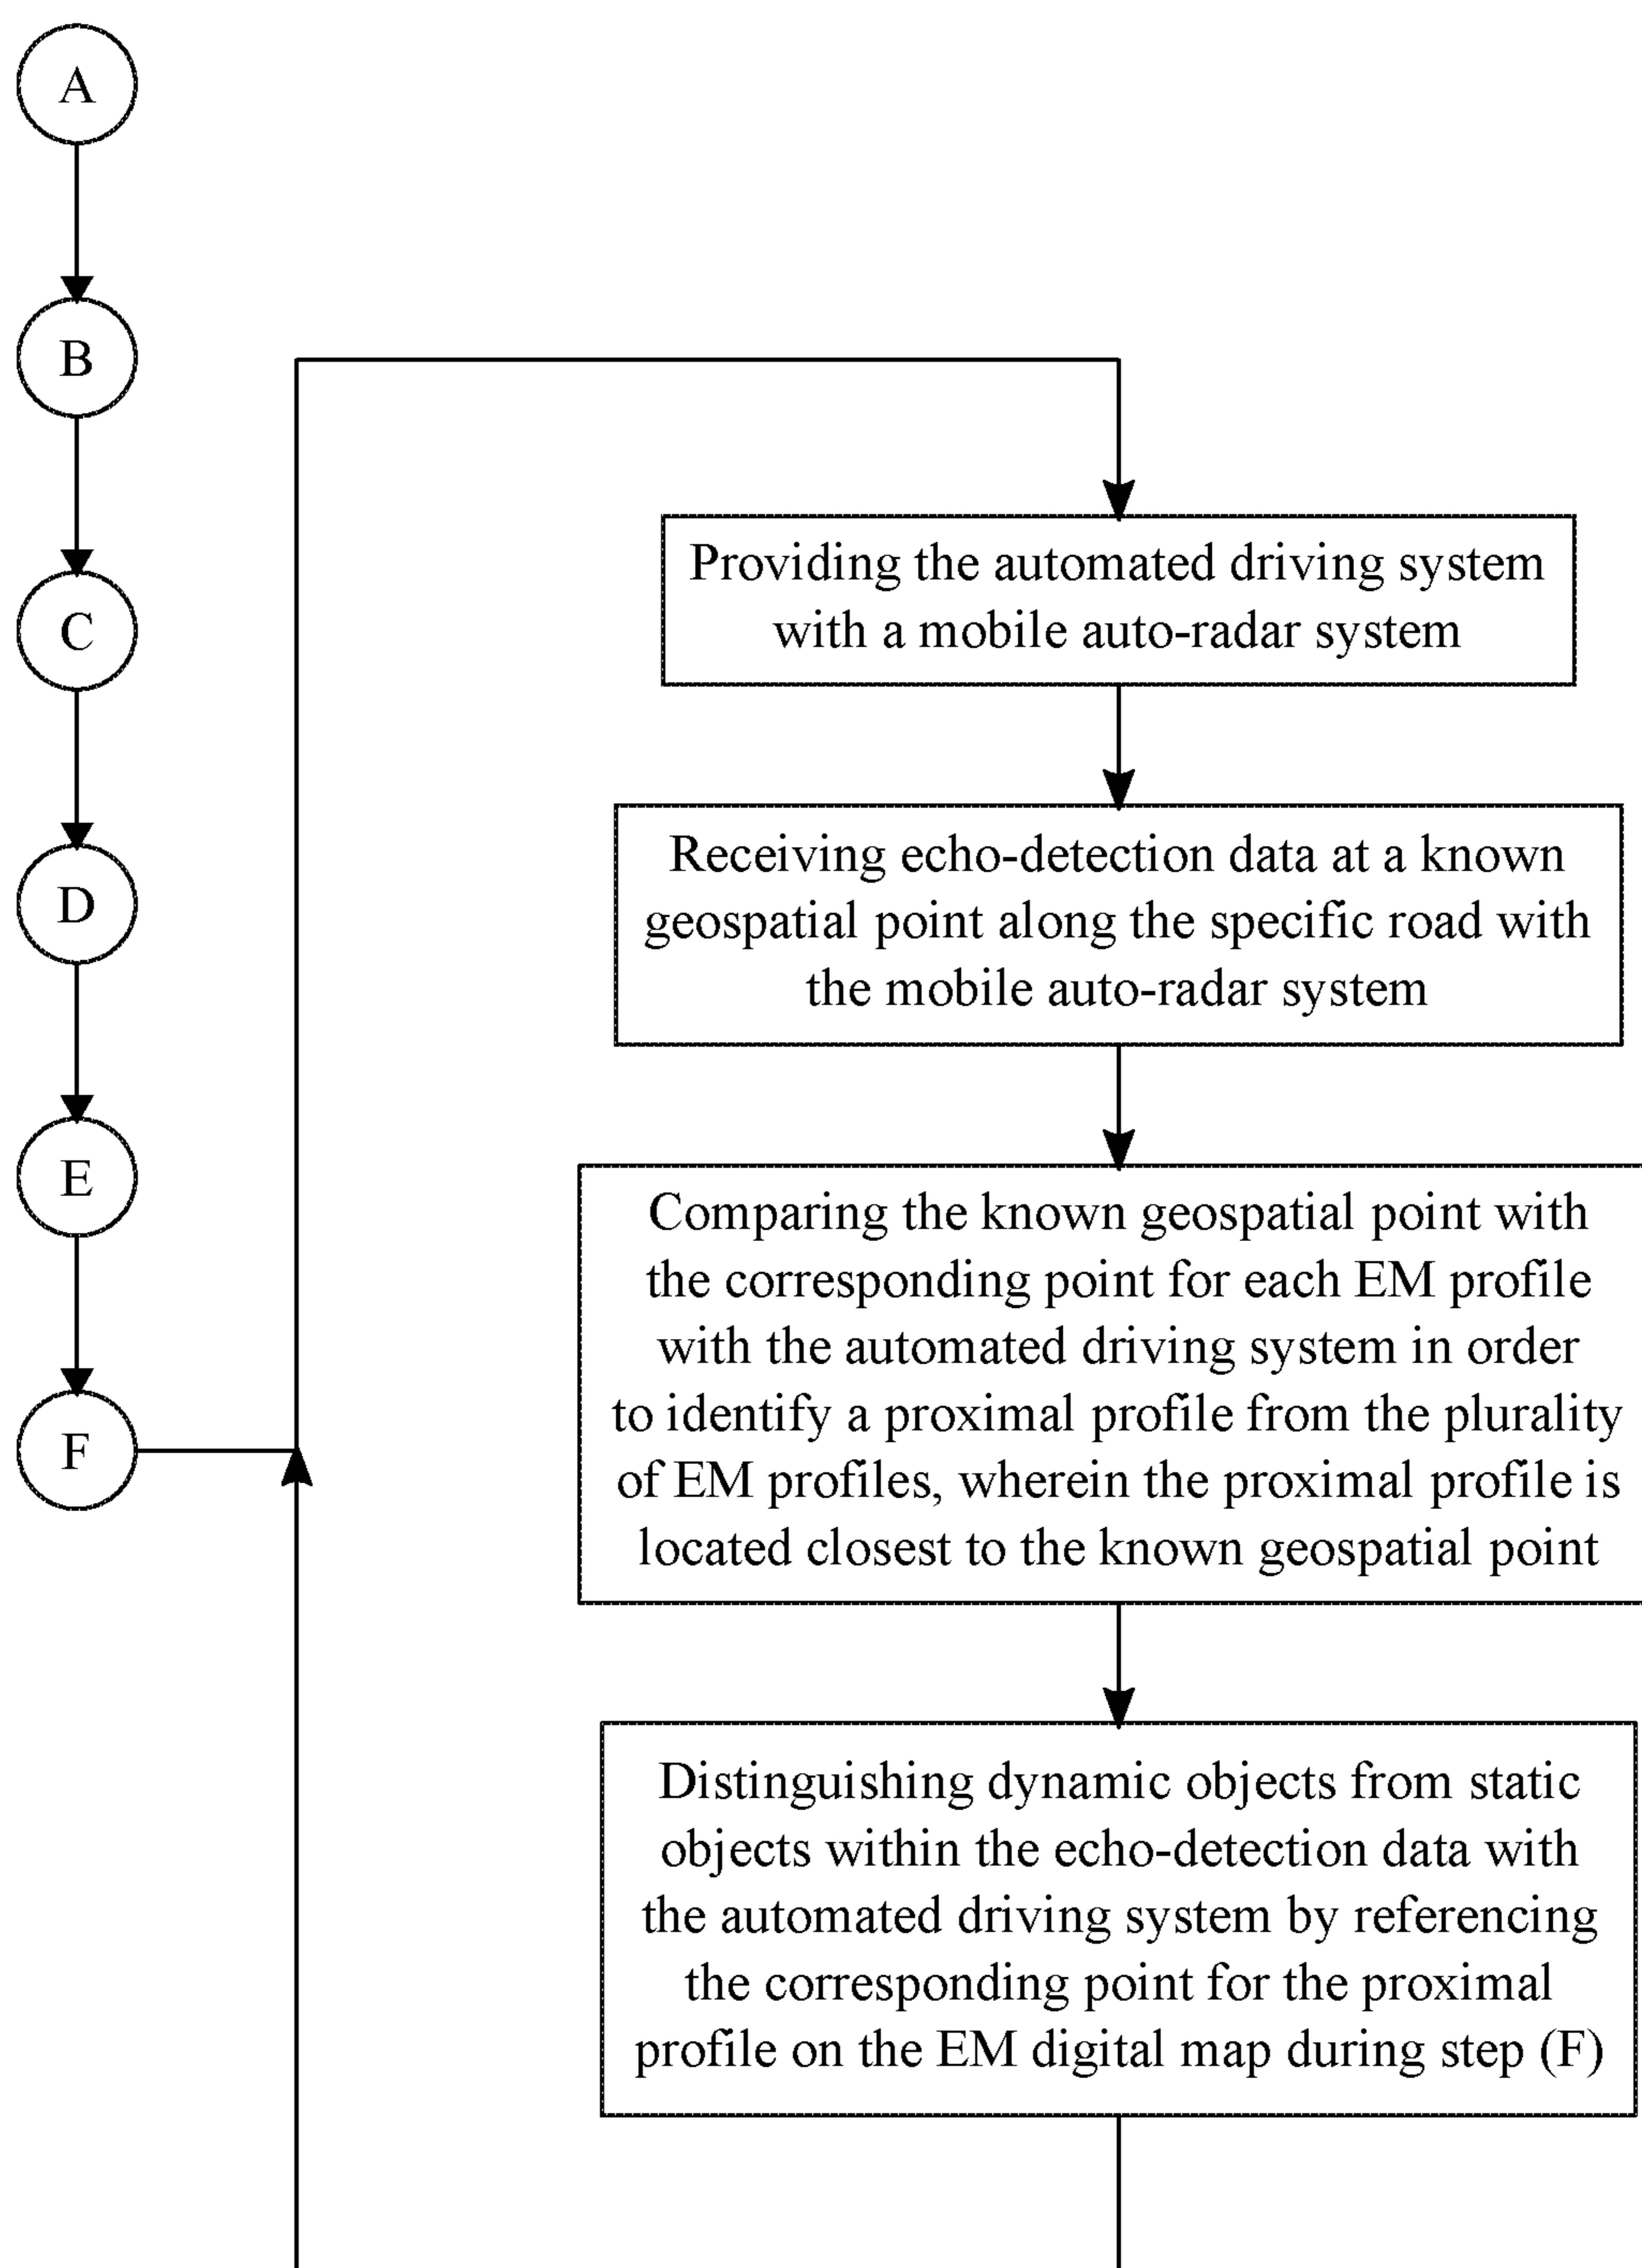 A
B
C
D
E
F
Providing the automated driving system
with a mobile auto-radar system
Receiving echo-detection data at a known
geospatial point along the specific road with
the mobile auto-radar system
Comparing the known geospatial point with
the corresponding point for each EM profile
with the automated driving system in order
to identify a proximal profile from the plurality
of EM profiles, wherein the proximal profile is
located closest to the known geospatial point
Distinguishing dynamic objects from static
objects within the echo-detection data with
the automated driving system by referencing
the corresponding point for the proximal
profile on the EM digital map during step (F)